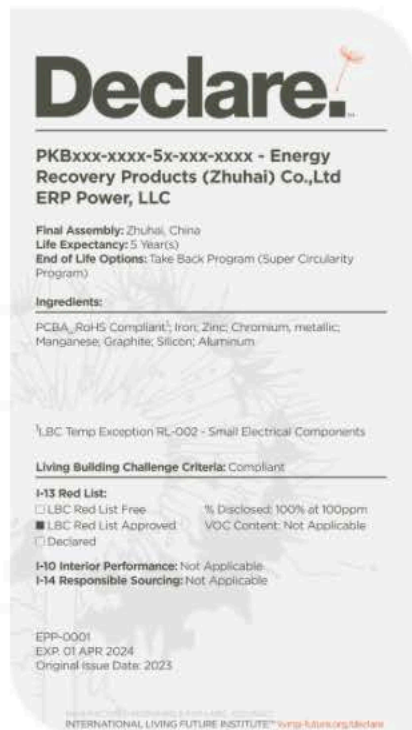 Declare.
PKBxxx-xxxx-5x-xxx-xxxx - Energy
Recovery Products (Zhuhai) Co.,Ltd
ERP Power, LLC
Final Assembly: Zhuhai, China
Life Expectancy: 5 Year(s)
End of Life Options: Take Back Program (Super Circularity
Program)
Ingredients:
PCBA_RoHS Compliant¹; Iron; Zinc; Chromium, metallic;
Manganese; Graphite; Silicon; Aluminum
¹LBC Temp Exception RL-002 - Small Electrical Components
Living Building Challenge Criteria: Compliant
I-13 Red List:
☐ LBC Red List Free % Disclosed: 100% at 100ppm
■ LBC Red List Approved VOC Content: Not Applicable
☐ Declared
I-10 Interior Performance: Not Applicable
I-14 Responsible Sourcing: Not Applicable
EPP-0001
EXP. 01 APR 2024
Original Issue Date: 2023
INTERNATIONAL LIVING FUTURE INSTITUTE™ living-future.org/declare